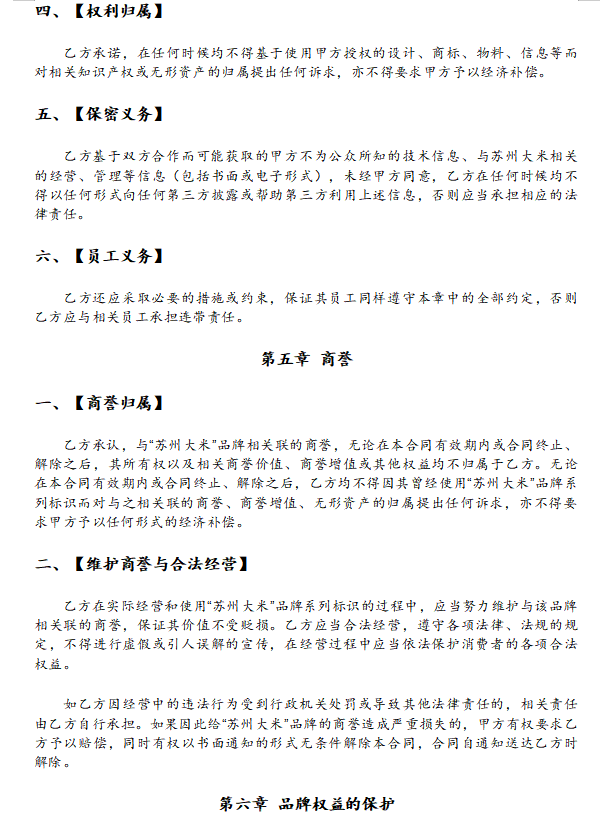 四、【权利归属】
乙方承诺，在任何时候均不得基于使用甲方授权的设计、商标、物料、信息等而
对相关知识产权或无形资产的归属提出任何诉求，亦不得要求甲方予以经济补偿。
五、【保密义务】
乙方基于双方合作而可能获取的甲方不为公众所知的技术信息、与苏州大米相关
的经营、管理等信息（包括书面或电子形式），未经甲方同意，乙方在任何时候均不
得以任何形式向任何第三方披露或帮助第三方利用上述信息，否则应当承担相应的法
律责任。
六、【员工义务】
乙方还应采取必要的措施或约束，保证其员工同样遵守本章中的全部约定，否则
乙方应与相关员工承担连带责任。
第五章 商誉
一、【商誉归属】
乙方承认，与“苏州大米”品牌相关联的商誉，无论在本合同有效期内或合同终止、
解除之后，其所有权以及相关商誉价值、商誉增值或其他权益均不归属于乙方。无论
在本合同有效期内或合同终止、解除之后，乙方均不得因其曾经使用“苏州大米”品牌系
列标识而对与之相关联的商誉、商誉增值、无形资产的归属提出任何诉求，亦不得要
求甲方予以任何形式的经济补偿。
二、【维护商誉与合法经营】
乙方在实际经营和使用“苏州大米”品牌系列标识的过程中，应当努力维护与该品牌
相关联的商誉，保证其价值不受贬损。乙方应当合法经营，遵守各项法律、法规的规
定，不得进行虚假或引人误解的宣传，在经营过程中应当依法保护消费者的各项合法
权益。
如乙方因经营中的违法行为受到行政机关处罚或导致其他法律责任的，相关责任
由乙方自行承担。如果因此给“苏州大米”品牌的商誉造成严重损失的，甲方有权要求乙
方予以赔偿，同时有权以书面通知的形式无条件解除本合同，合同自通知送达乙方时
解除。
第六章 品牌权益的保护